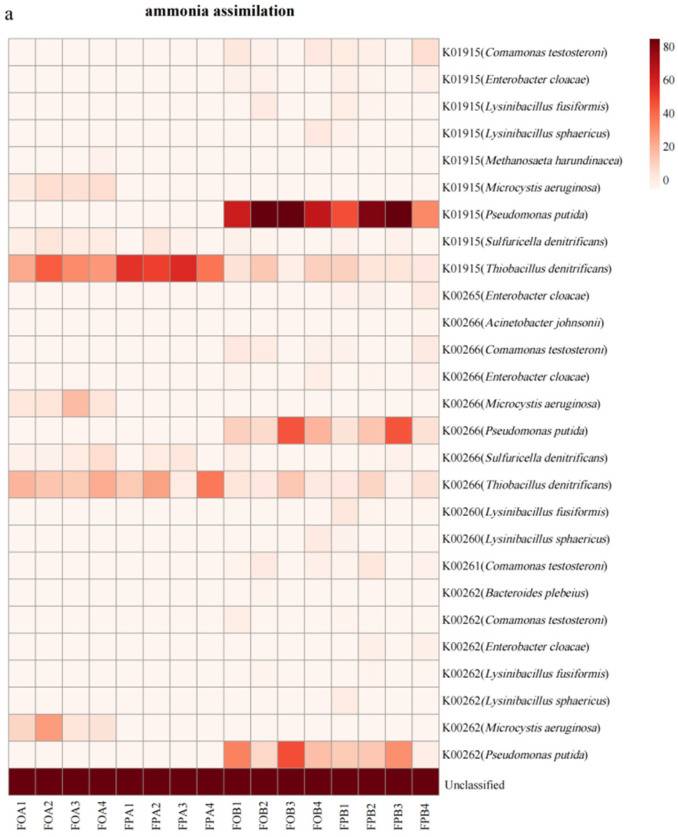 a
ammonia assimilation
K01915(Comamonas testosteroni)
K01915(Enterobacter cloacae)
K01915(Lysinibacillus fusiformis)
K01915(Lysinibacillus sphaericus)
K01915(Methanosaeta harundinacea)
K01915(Microcystis aeruginosa)
K01915(Pseudomonas putida)
K01915(Sulfuricella denitrificans)
K01915(Thiobacillus denitrificans)
K00265(Enterobacter cloacae)
K00266(Acinetobacter johnsonii)
K00266(Comamonas testosteroni)
K00266(Enterobacter cloacae)
K00266(Microcystis aeruginosa)
K00266(Pseudomonas putida)
K00266(Sulfuricella denitrificans)
K00266(Thiobacillus denitrificans)
K00260(Lysinibacillus fusiformis)
K00260(Lysinibacillus sphaericus)
K00261(Comamonas testosteroni)
K00262(Bacteroides plebeius)
K00262(Comamonas testosteroni)
K00262(Enterobacter cloacae)
K00262(Lysinibacillus fusiformis)
K00262(Lysinibacillus sphaericus)
K00262(Microcystis aeruginosa)
K00262(Pseudomonas putida)
Unclassified
80
60
40
20
0
FOA1 FOA2 FOA3 FOA4 FPA1 FPA2 FPA3 FPA4 FOB1 FOB2 FOB3 FOB4 FPB1 FPB2 FPB3 FPB4